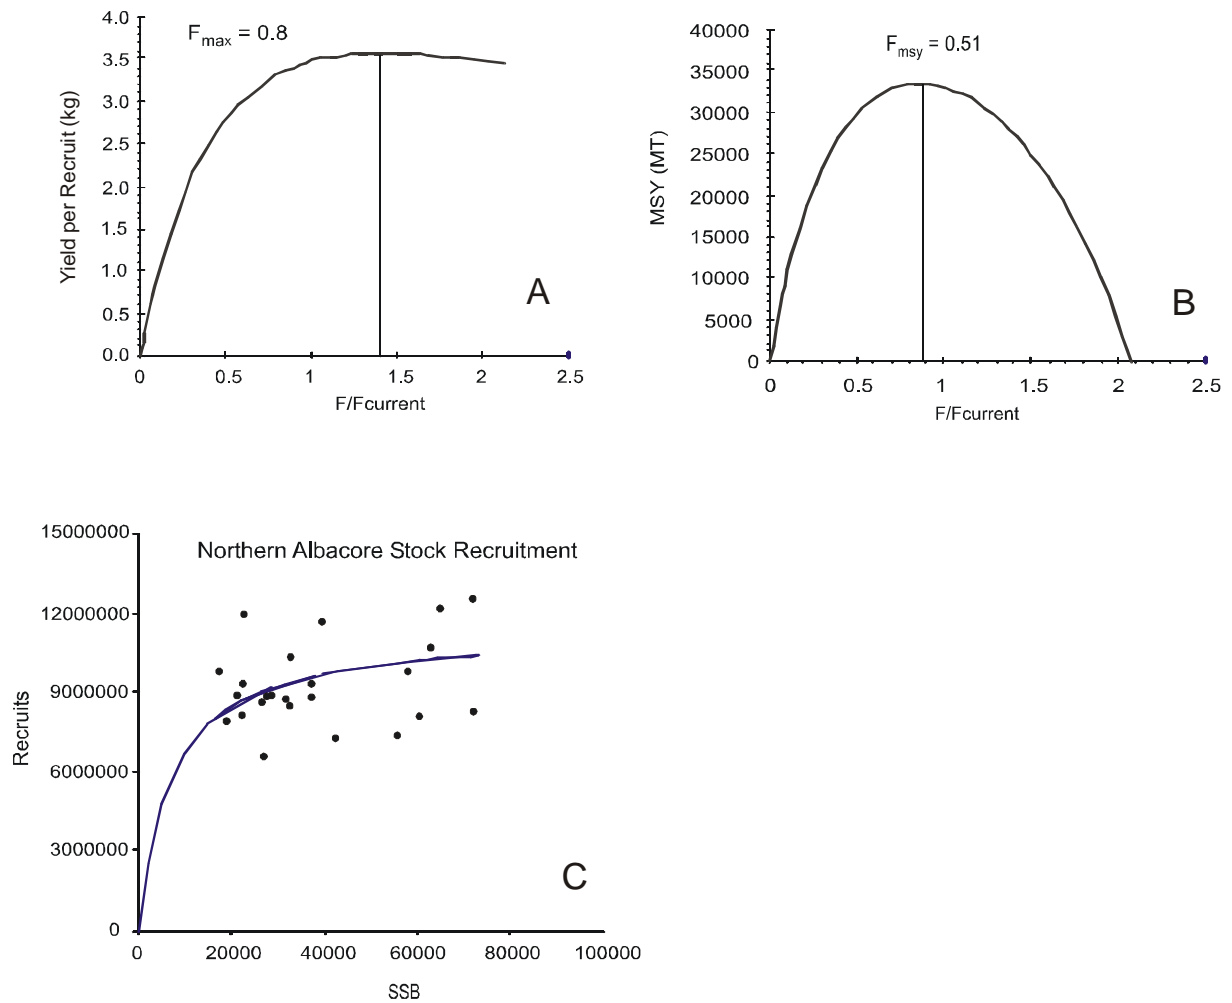 4.0
3.5
3.0
2.5
2.0
1.5
1.0
0.5
0.0
Yield per Recruit (kg)
Fmax = 0.8
A
0 0.5 1 1.5 2 2.5
F/Fcurrent
40000
35000
30000
25000
20000
15000
10000
5000
0
MSY (MT)
Fmsy = 0.51
B
0 0.5 1 1.5 2 2.5
F/Fcurrent
15000000
12000000
9000000
6000000
3000000
0
Recruits
Northern Albacore Stock Recruitment
C
0 20000 40000 60000 80000 100000
SSB